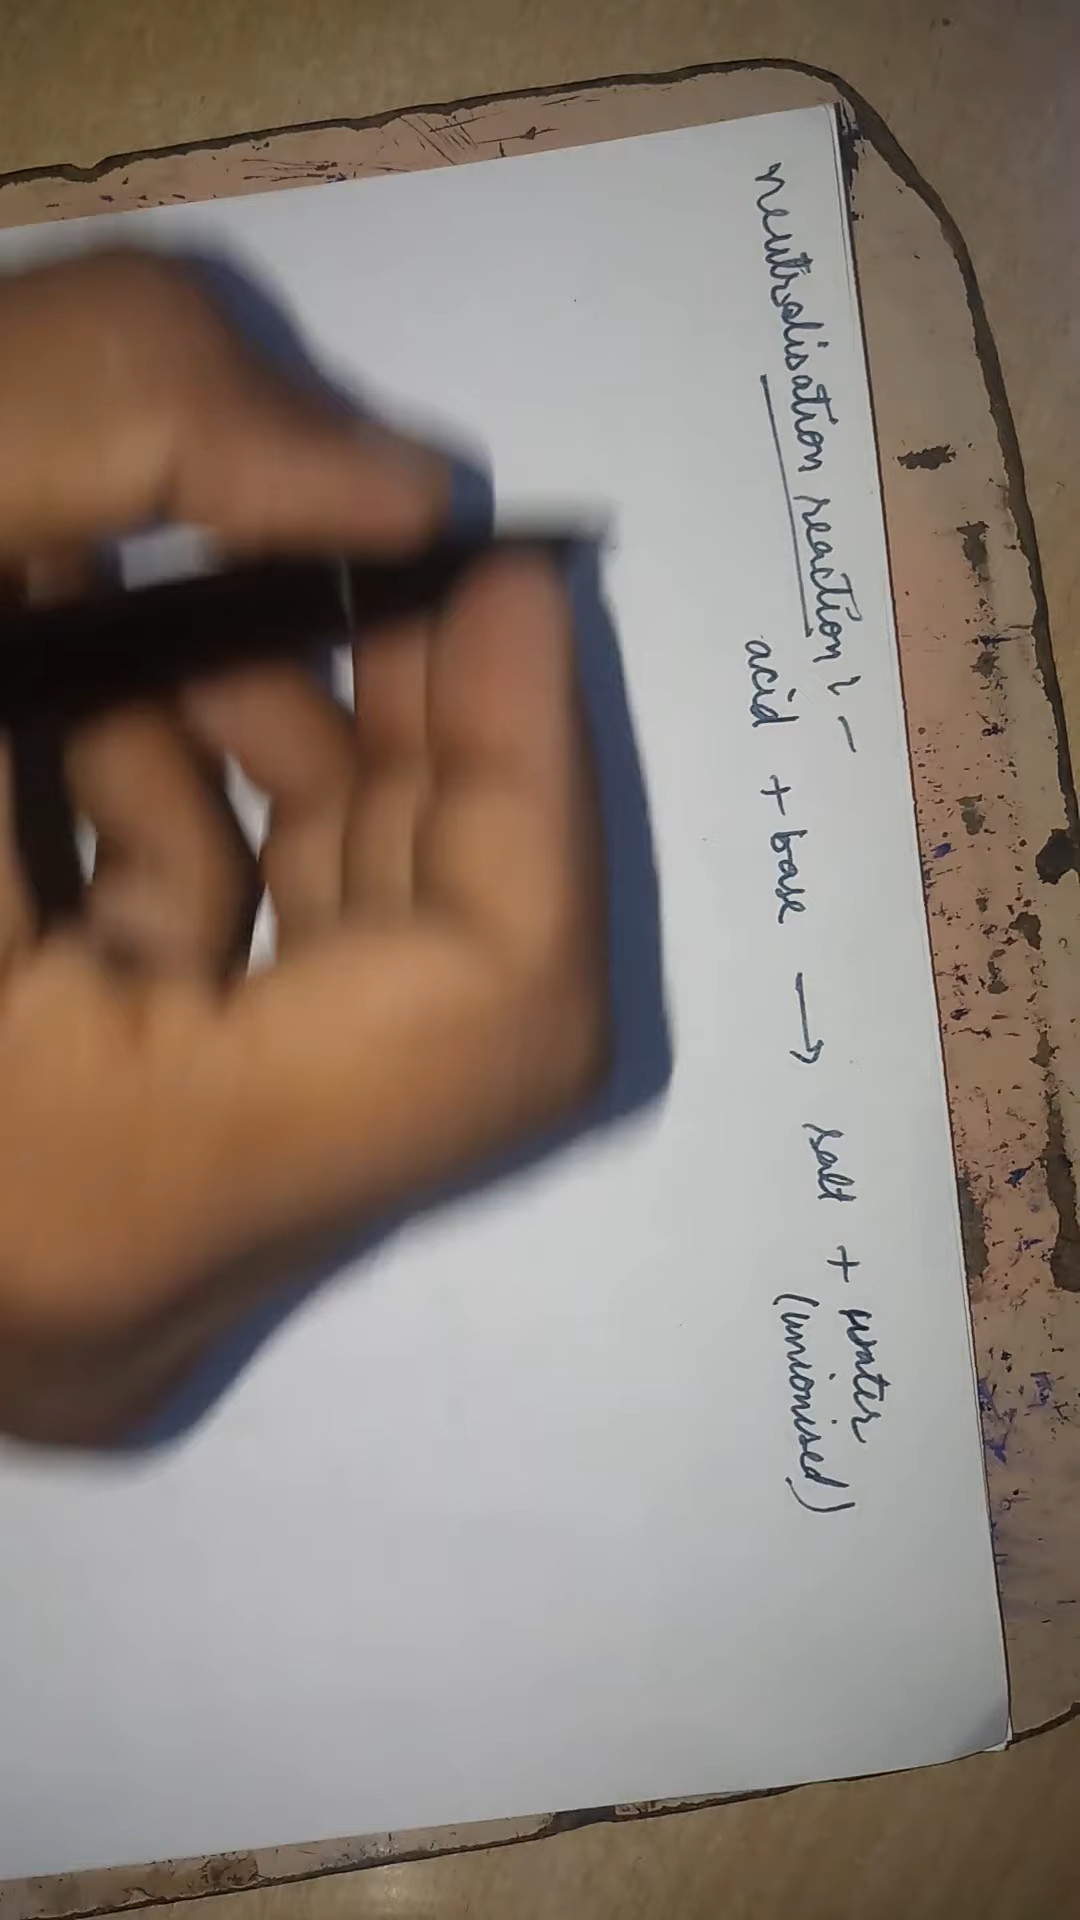 neutralisation reaction :-
acid + base ⟶ salt + water
(unionised)